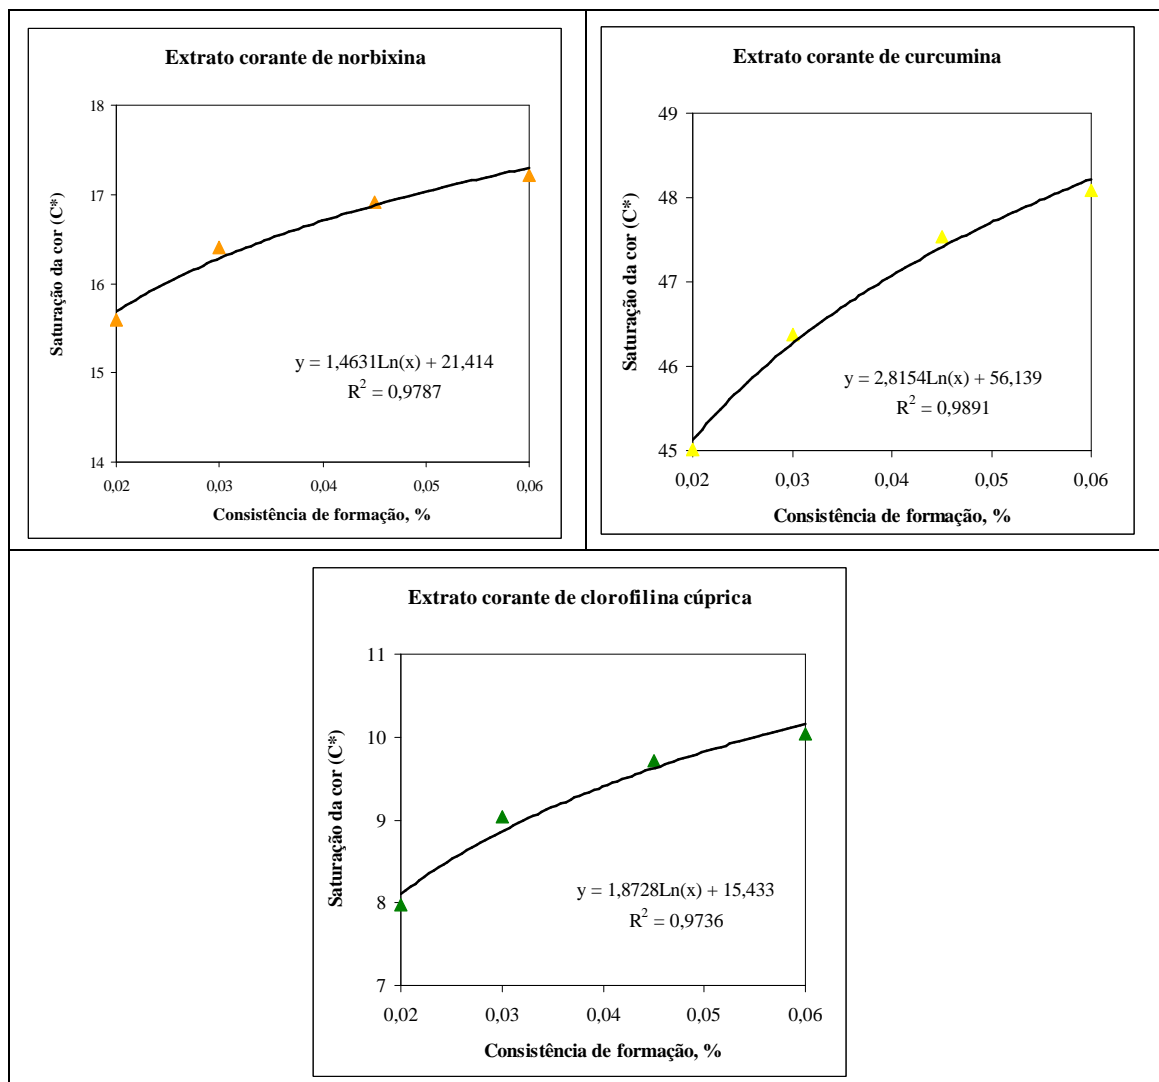 Extrato corante de norbixina
18
17
16
15
14
0,02
0,03
0,04
0,05
0,06
Saturação da cor (C*)
Consistência de formação, %
y = 1,4631Ln(x) + 21,414
R² = 0,9787
Extrato corante de curcumina
49
48
47
46
45
0,02
0,03
0,04
0,05
0,06
Saturação da cor (C*)
Consistência de formação, %
y = 2,8154Ln(x) + 56,139
R² = 0,9891
Extrato corante de clorofilina cúprica
11
10
9
8
7
0,02
0,03
0,04
0,05
0,06
Saturação da cor (C*)
Consistência de formação, %
y = 1,8728Ln(x) + 15,433
R² = 0,9736